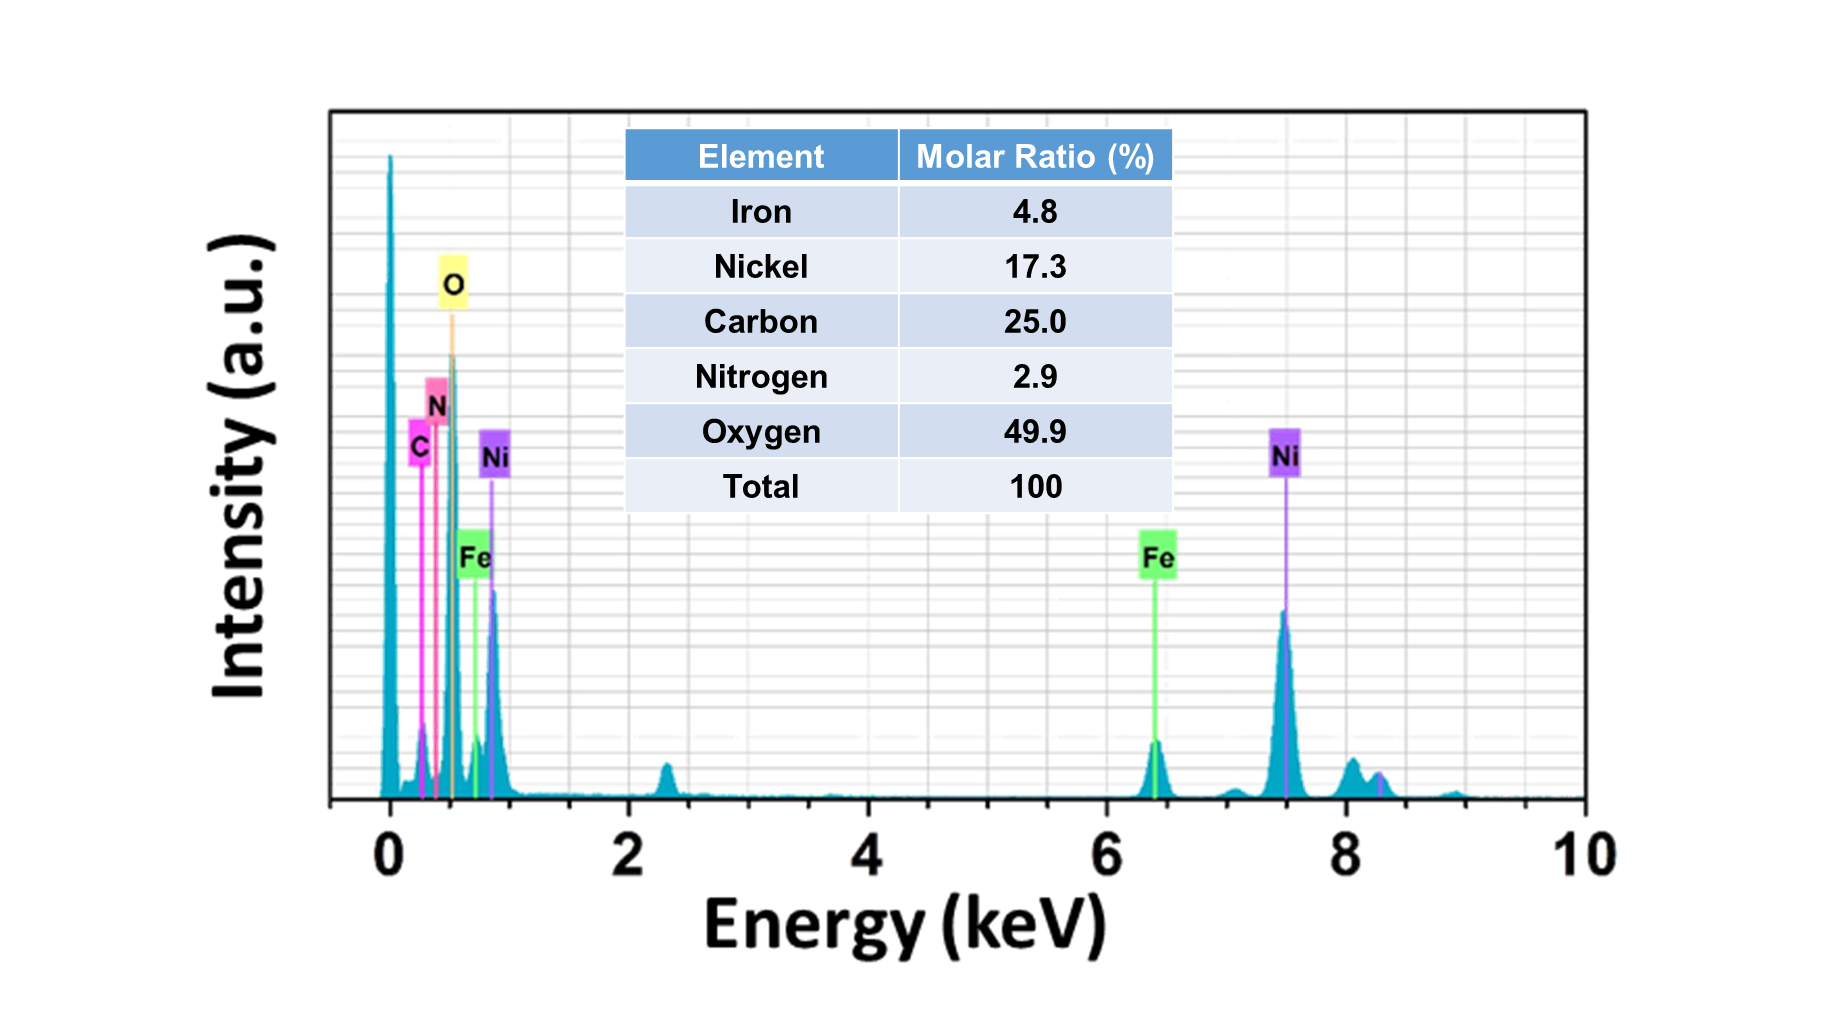 Element Molar Ratio (%)
Iron 4.8
Nickel 17.3
Carbon 25.0
Nitrogen 2.9
Oxygen 49.9
Total 100
O
N
C
Ni
Fe
Ni
Fe
Intensity (a.u.)
0 2 4 6 8 10
Energy (keV)